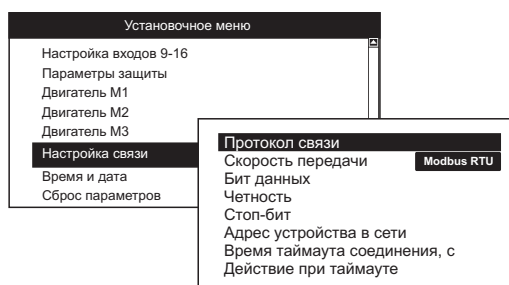 Установочное меню
Настройка входов 9-16
Параметры защиты
Двигатель М1
Двигатель М2
Двигатель М3
Настройка связи
Время и дата
Сброс параметров
Протокол связи
Скорость передачи
Modbus RTU
Бит данных
Четность
Стоп-бит
Адрес устройства в сети
Время таймаута соединения, с
Действие при таймауте